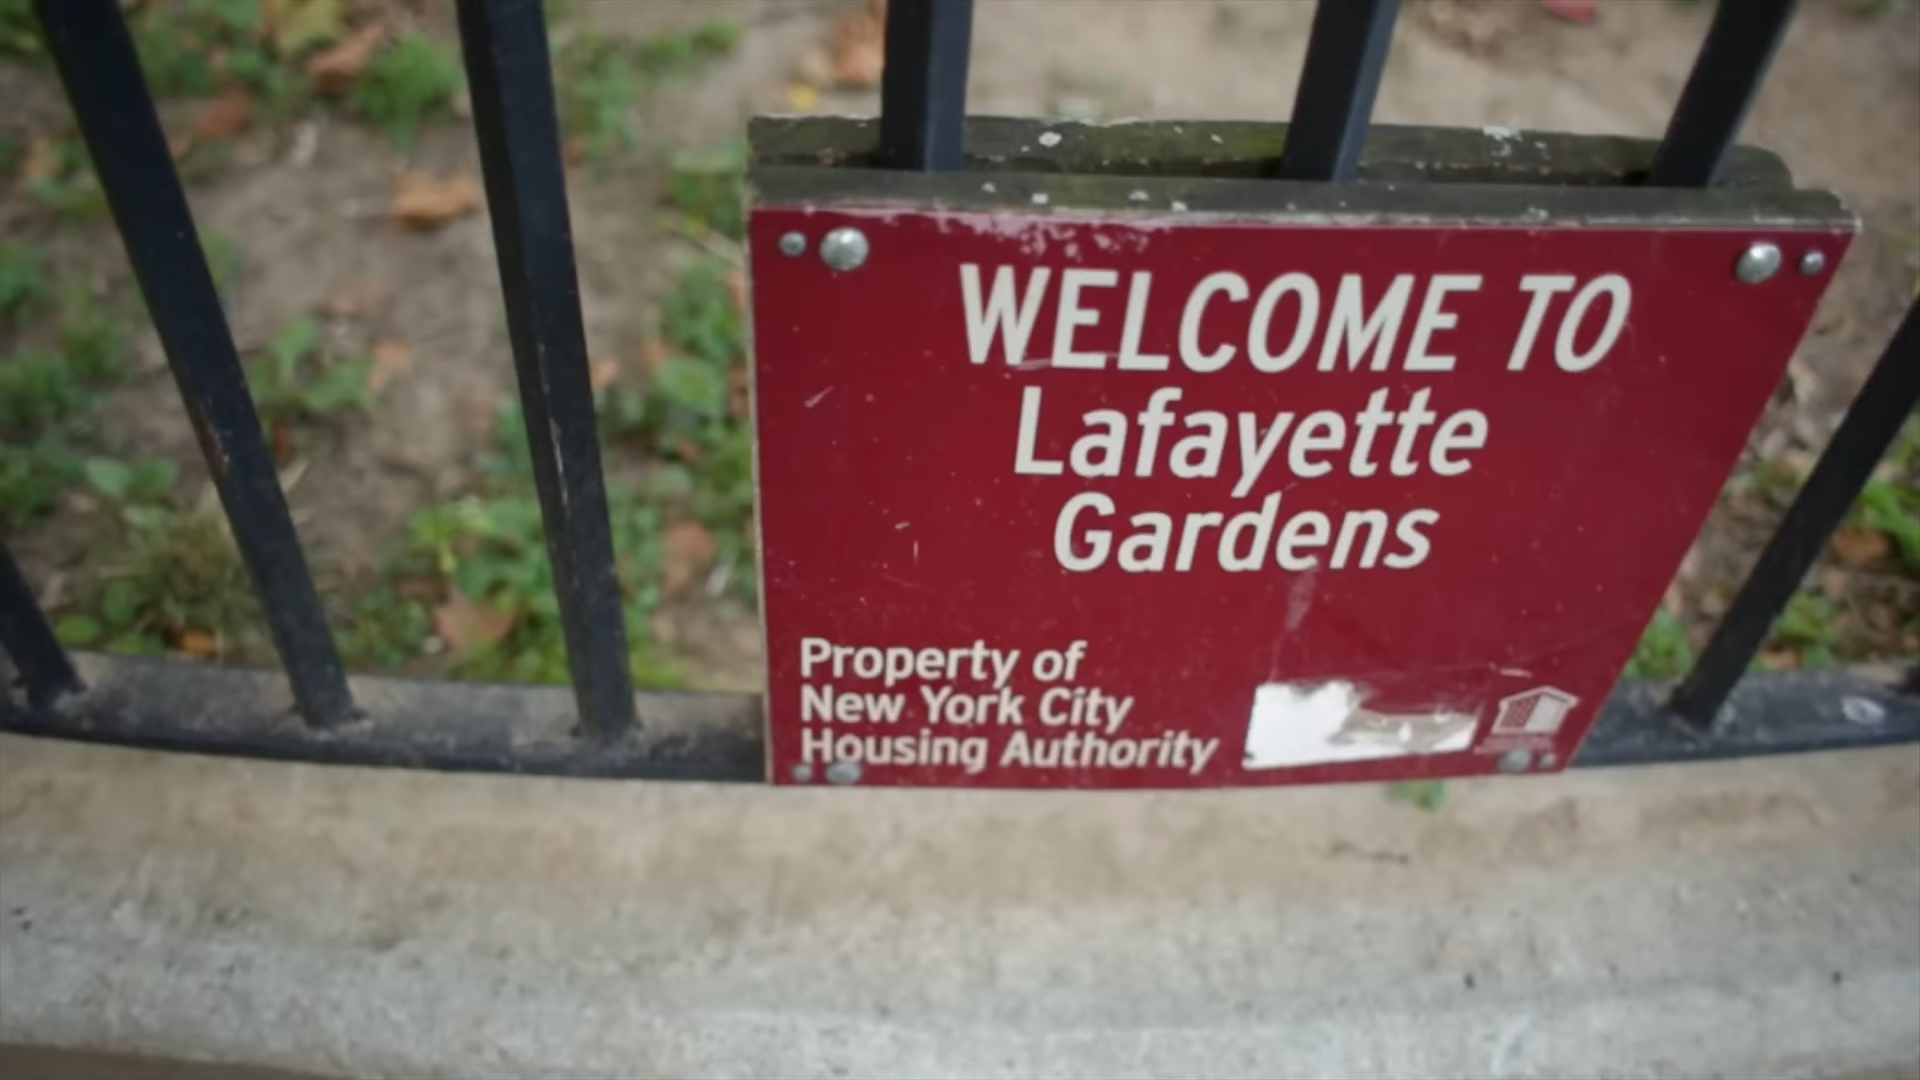 WELCOME TO
Lafayette
Gardens
Property of
New York City
Housing Authority